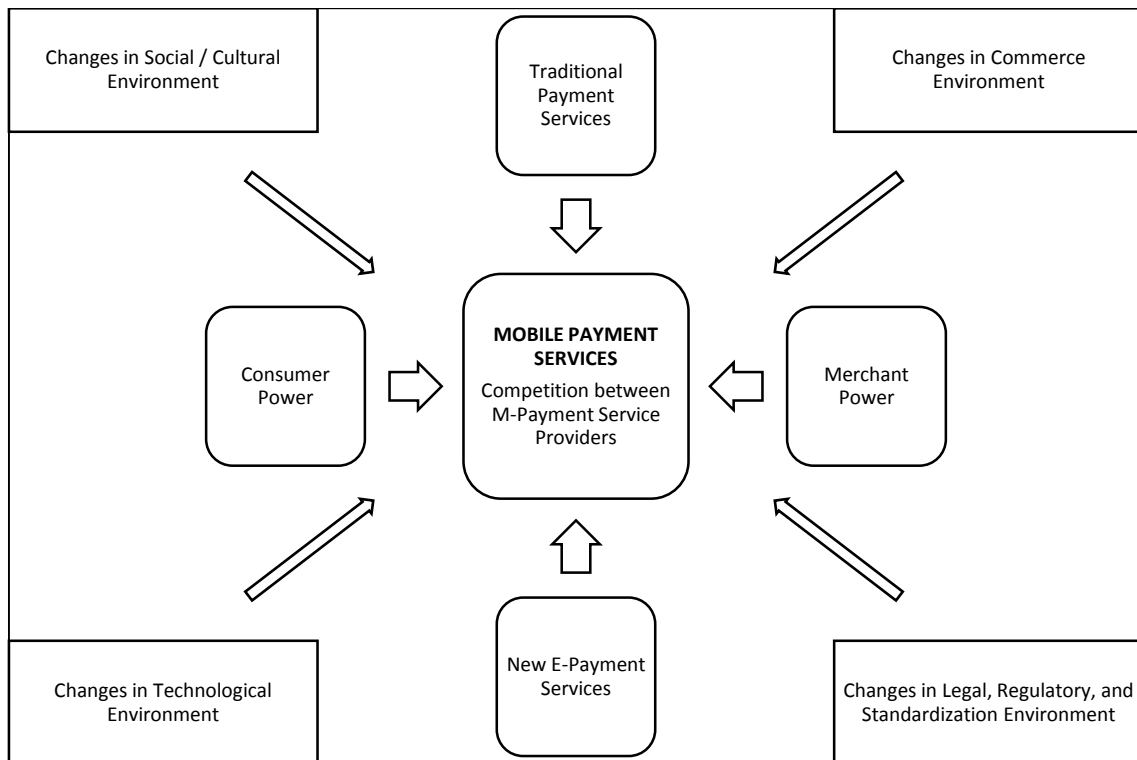 Changes in Social / Cultural
Environment
Traditional
Payment
Services
Changes in Commerce
Environment
Consumer
Power
MOBILE PAYMENT
SERVICES
Competition between
M-Payment Service
Providers
Merchant
Power
Changes in Technological
Environment
New E-Payment
Services
Changes in Legal, Regulatory, and
Standardization Environment